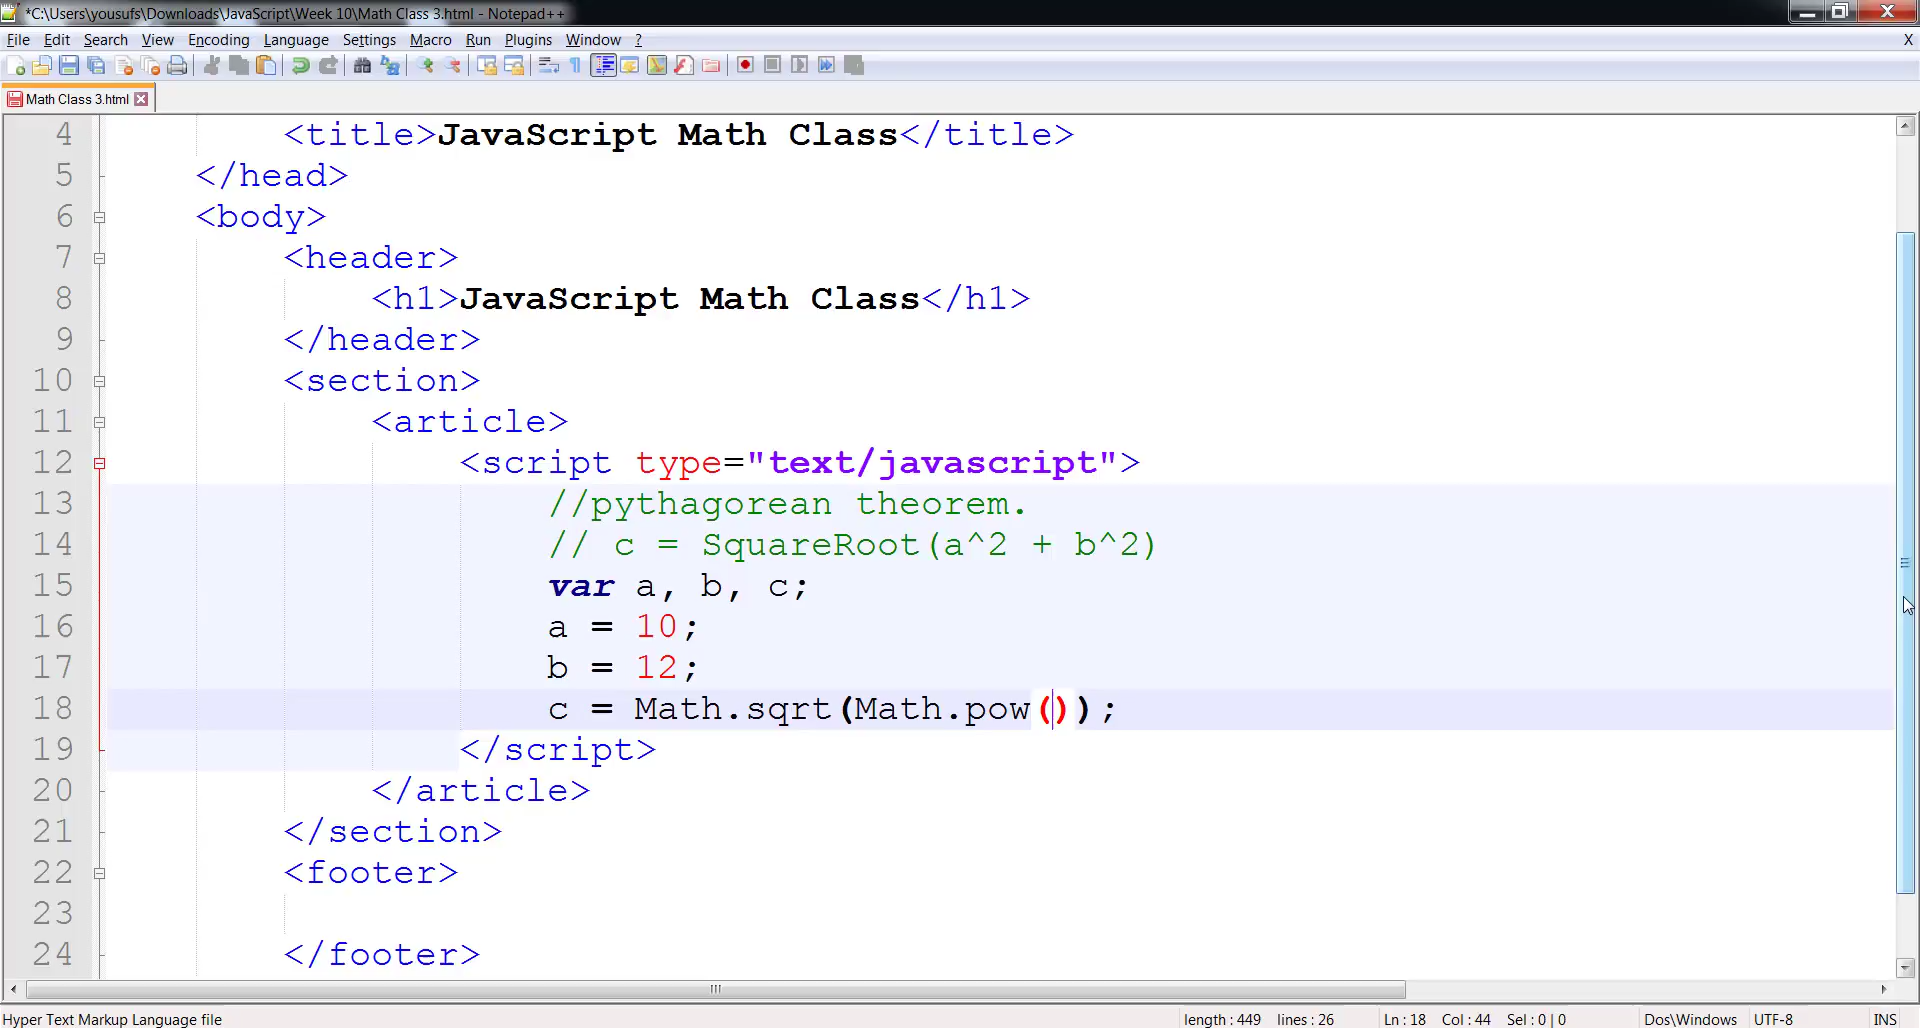 *C:\Users\yousufs\Downloads\JavaScript\Week 10\Math Class 3.html - Notepad++
File Edit Search View Encoding Language Settings Macro Run Plugins Window ? X
Math Class 3.html
4 <title>JavaScript Math Class</title>
5 </head>
6 <body>
7 <header>
8 <h1>JavaScript Math Class</h1>
9 </header>
10 <section>
11 <article>
12 <script type="text/javascript">
13 //pythagorean theorem.
14 // c = SquareRoot(a^2 + b^2)
15 var a, b, c;
16 a = 10;
17 b = 12;
18 c = Math.sqrt(Math.pow());
19 </script>
20 </article>
21 </section>
22 <footer>
23
24 </footer>
Hyper Text Markup Language file length : 449 lines : 26 Ln : 18 Col : 44 Sel : 0 | 0 Dos\Windows UTF-8 INS